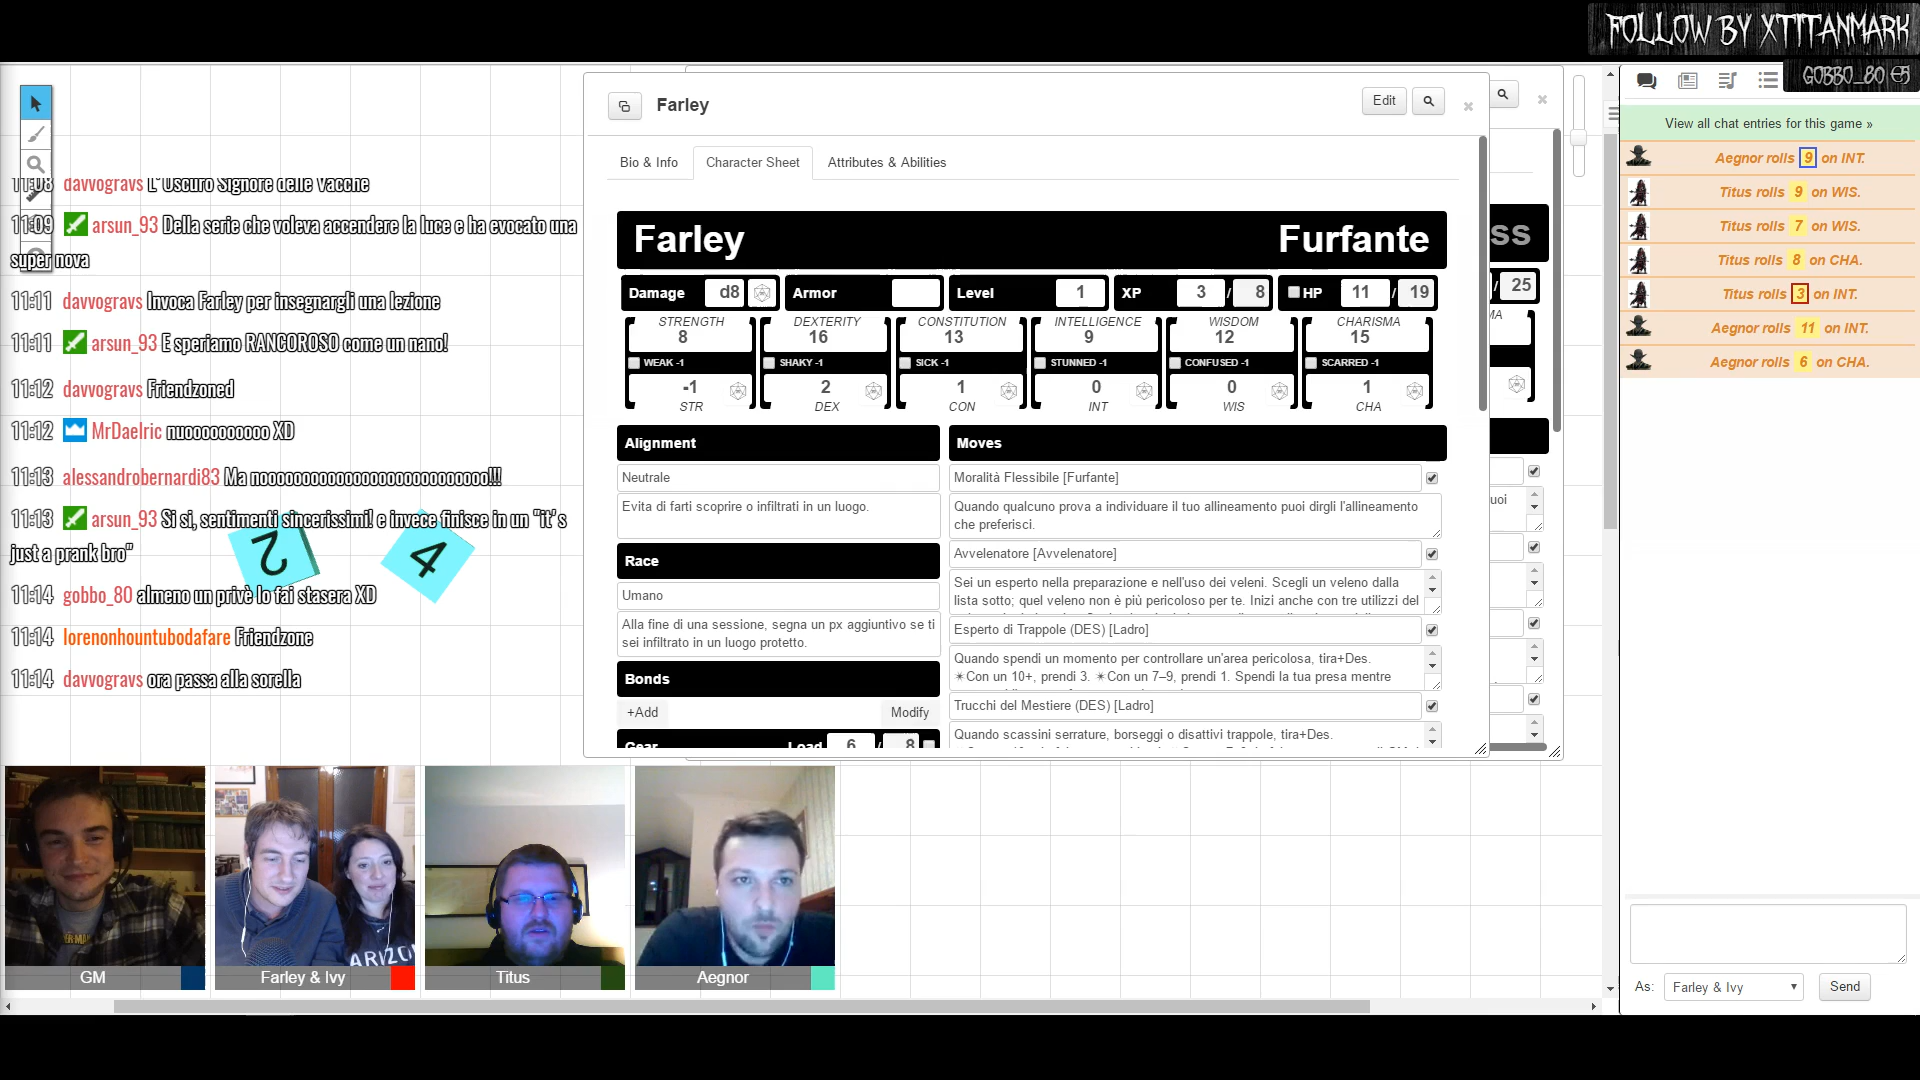 FOLLOW BY XTITANMARK
GOBBO_80
11:08 davvogravs L' Oscuro Signore delle Vacche
11:09 arsun_93 Della serie che voleva accendere la luce e ha evocato una
super nova
11:11 davvogravs Invoca Farley per insegnargli una lezione
11:11 arsun_93 E speriamo RANCOROSO come un nano!
11:12 davvogravs Friendzoned
11:12 MrDaelric nuoooooooooo XD
11:13 alessandrobernardi83 Ma noooooooooooooooooooooooooo!!!
11:13 arsun_93 Si si, sentimenti sincerissimi! e invece finisce in un "it's
just a prank bro"
2
4
11:14 gobbo_80 almeno un privè lo fai stasera XD
11:14 lorenonhountubodafare Friendzone
11:14 davvogravs ora passa alla sorella
Farley
Edit
Bio & Info
Character Sheet
Attributes & Abilities
Farley Furfante
Damage d8
Armor
Level 1
XP 3 / 8
HP 11 / 19
STRENGTH DEXTERITY CONSTITUTION INTELLIGENCE WISDOM CHARISMA
8 16 13 9 12 15
WEAK -1 SHAKY -1 SICK -1 STUNNED -1 CONFUSED -1 SCARRED -1
-1 2 1 0 0 1
STR DEX CON INT WIS CHA
Alignment
Neutrale
Evita di farti scoprire o infiltrati in un luogo.
Race
Umano
Alla fine di una sessione, segna un px aggiuntivo se ti
sei infiltrato in un luogo protetto.
Bonds
+Add Modify
Gear Load 6 / 8
Moves
Moralità Flessibile [Furfante]
Quando qualcuno prova a individuare il tuo allineamento puoi dirgli l'allineamento
che preferisci.
Avvelenatore [Avvelenatore]
Sei un esperto nella preparazione e nell'uso dei veleni. Scegli un veleno dalla
lista sotto; quel veleno non è più pericoloso per te. Inizi anche con tre utilizzi del
Esperto di Trappole (DES) [Ladro]
Quando spendi un momento per controllare un'area pericolosa, tira+Des.
✶Con un 10+, prendi 3. ✶Con un 7–9, prendi 1. Spendi la tua presa mentre
Trucchi del Mestiere (DES) [Ladro]
Quando scassini serrature, borseggi o disattivi trappole, tira+Des.
ss
/ 25
MA
uoi
View all chat entries for this game »
Aegnor rolls 9 on INT.
Titus rolls 9 on WIS.
Titus rolls 7 on WIS.
Titus rolls 8 on CHA.
Titus rolls 3 on INT.
Aegnor rolls 11 on INT.
Aegnor rolls 6 on CHA.
As: Farley & Ivy
Send
ARIZO
GM
Farley & Ivy
Titus
Aegnor